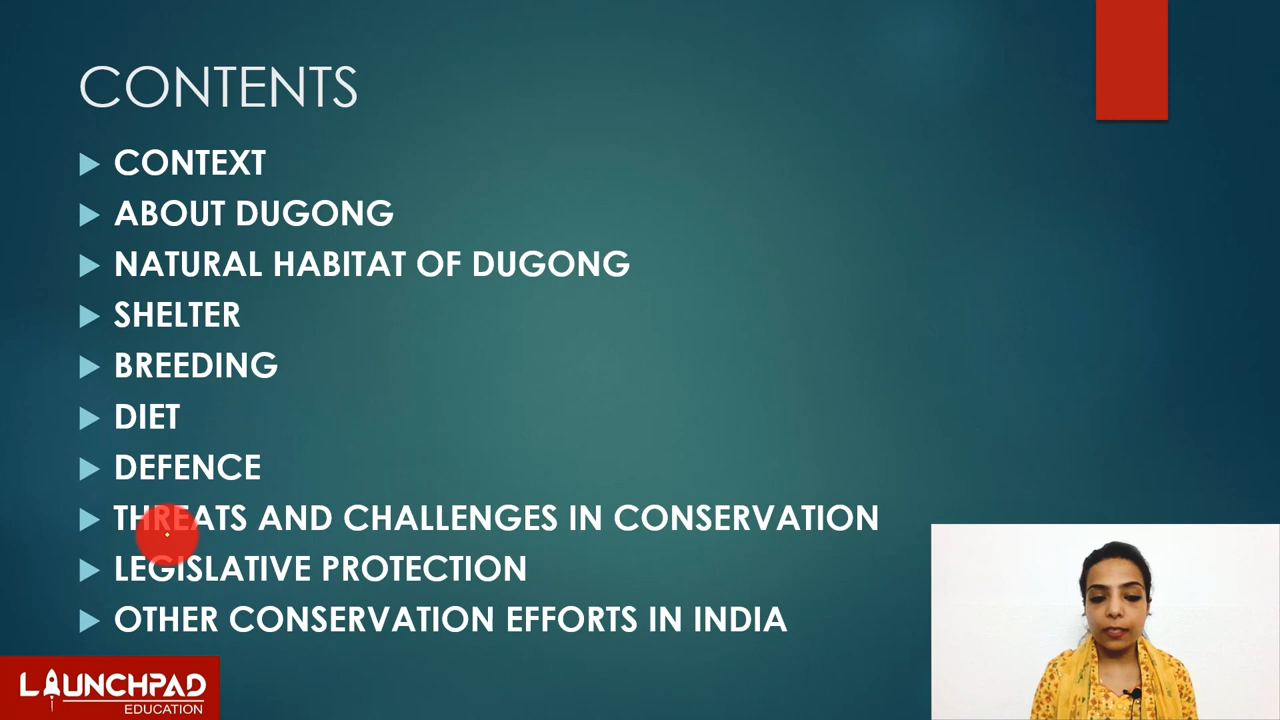 CONTENTS
CONTEXT
ABOUT DUGONG
NATURAL HABITAT OF DUGONG
SHELTER
BREEDING
DIET
DEFENCE
THREATS AND CHALLENGES IN CONSERVATION
LEGISLATIVE PROTECTION
OTHER CONSERVATION EFFORTS IN INDIA
LAUNCHPAD
EDUCATION